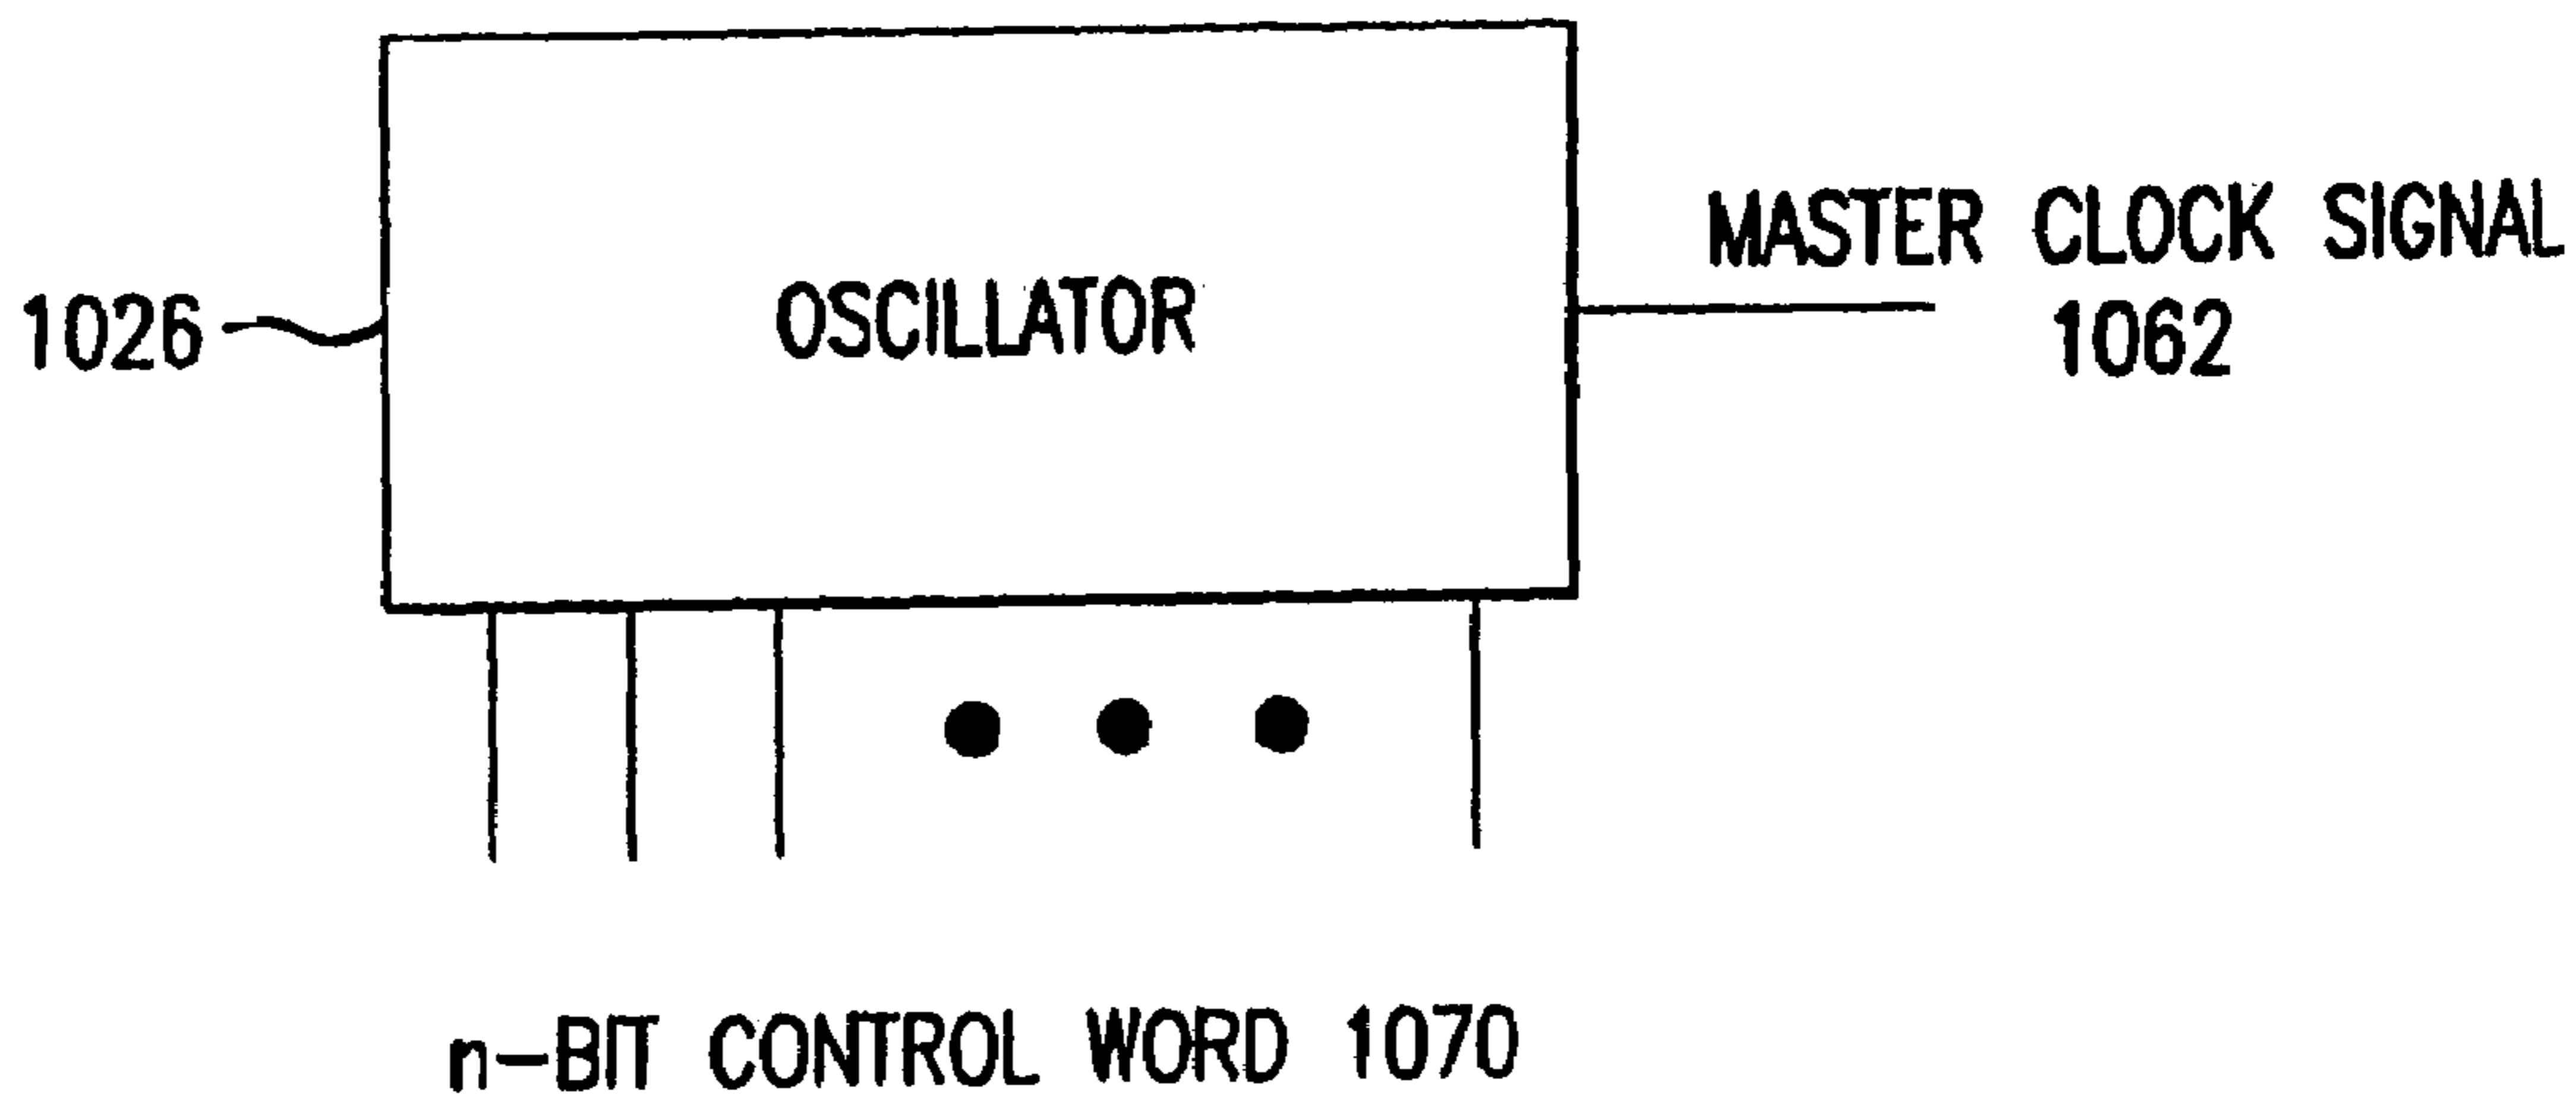 MASTER CLOCK SIGNAL
1062
OSCILLATOR
1026
n-BIT CONTROL WORD 1070